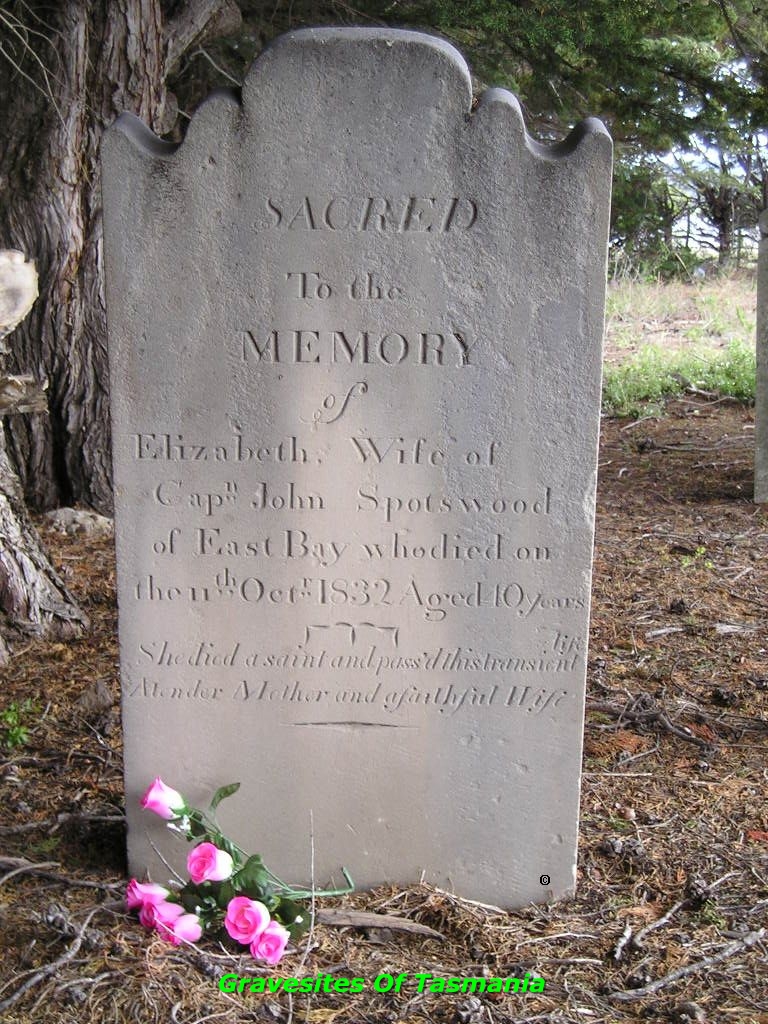 SACRED
To the
MEMORY
of
Elizabeth, Wife of
Capn John Spotswood
of East Bay who died on
the 11th Octr 1832 Aged 40 years
life
She died a saint and pass'd this transient
A tender Mother and a faithful Wife
©
Gravesites Of Tasmania